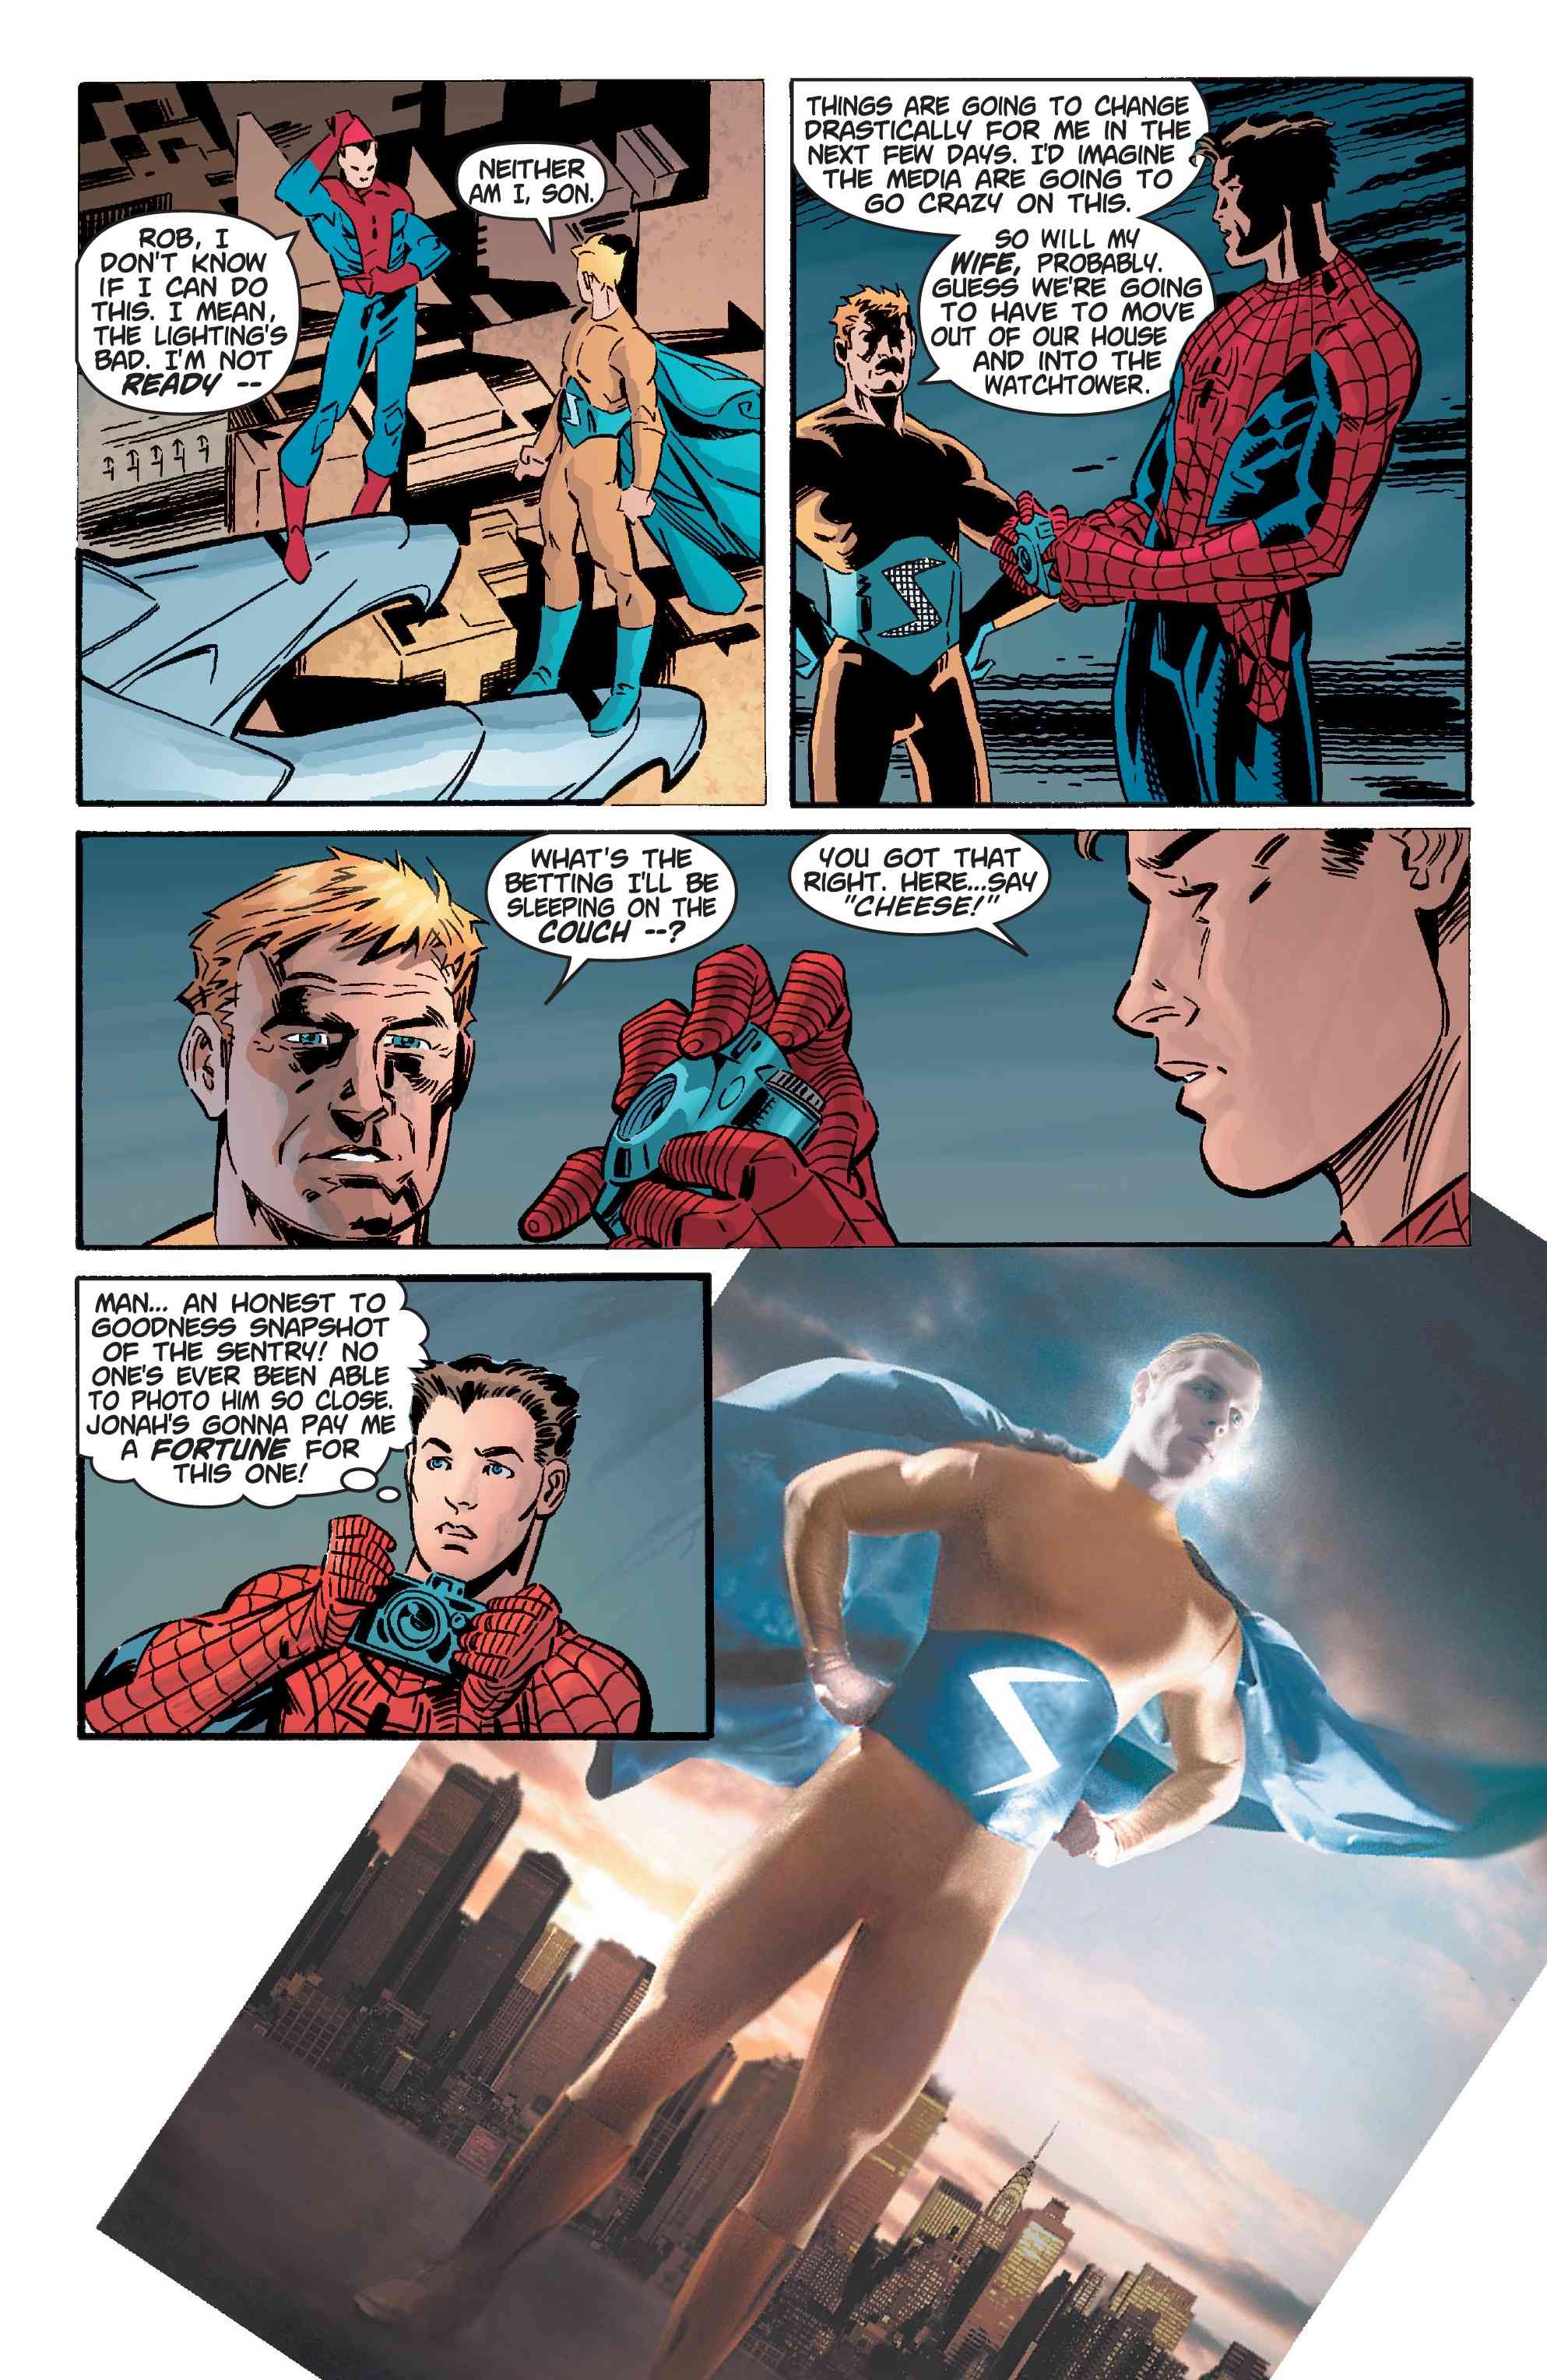 ROB, I
DON'T KNOW
IF I CAN DO
THIS. I MEAN,
THE LIGHTING'S
BAD. I'M NOT
READY --
NEITHER
AM I, SON.
THINGS ARE GOING TO CHANGE
DRASTICALLY FOR ME IN THE
NEXT FEW DAYS. I'D IMAGINE
THE MEDIA ARE GOING TO
GO CRAZY ON THIS.
SO WILL MY
WIFE, PROBABLY.
GUESS WE'RE GOING
TO HAVE TO MOVE
OUT OF OUR HOUSE
AND INTO THE
WATCHTOWER.
S
WHAT'S THE
BETTING I'LL BE
SLEEPING ON THE
COUCH --?
YOU GOT THAT
RIGHT. HERE...SAY
"CHEESE!"
MAN... AN HONEST TO
GOODNESS SNAPSHOT
OF THE SENTRY! NO
ONE'S EVER BEEN ABLE
TO PHOTO HIM SO CLOSE.
JONAH'S GONNA PAY ME
A FORTUNE FOR
THIS ONE!
S